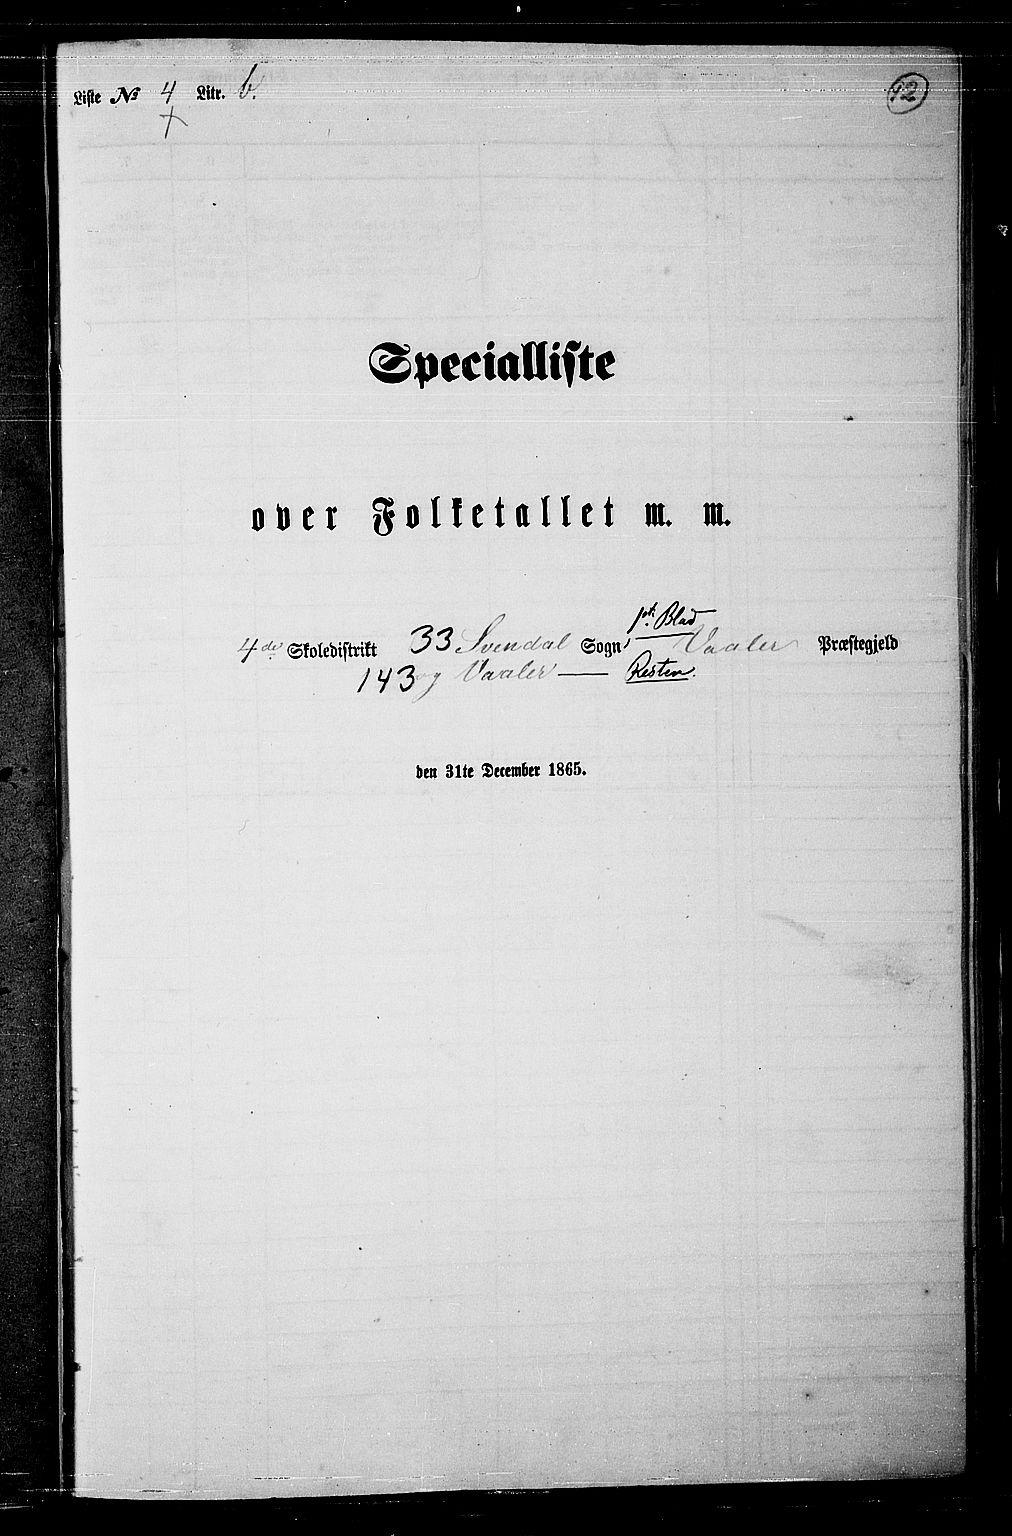 Liste No 4 Litr. b.
12
Specialliste
over Folketallet m. m.
1ste Blad
4de Skoledistrikt 33 Svendal Sogn Vaaler Præstegjeld
143 og Vaaler — Resten.
den 31te December 1865.